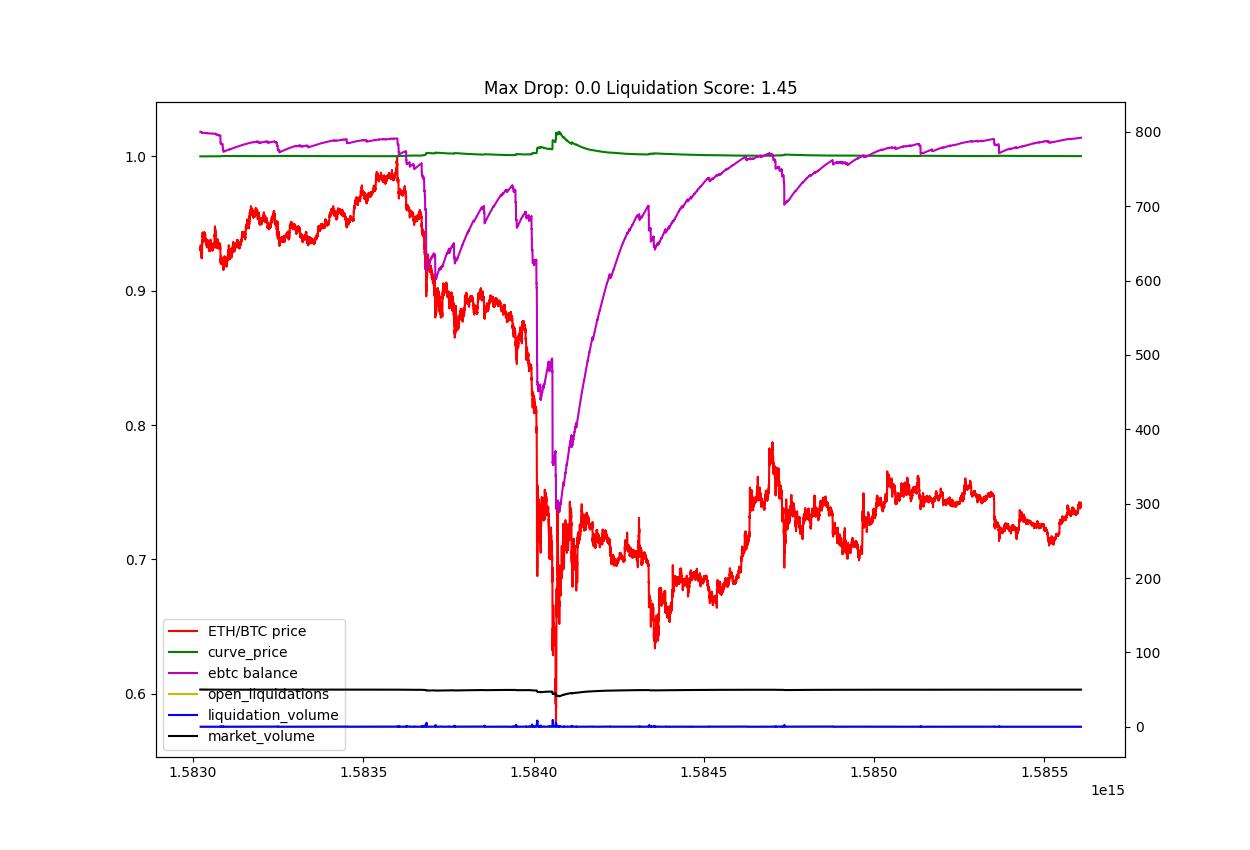 Max Drop: 0.0 Liquidation Score: 1.45
1.0
0.9
0.8
0.7
0.6
800
700
600
500
400
300
200
100
0
ETH/BTC price
curve_price
ebtc balance
open_liquidations
liquidation_volume
market_volume
1.5830 1.5835 1.5840 1.5845 1.5850 1.5855
1e15